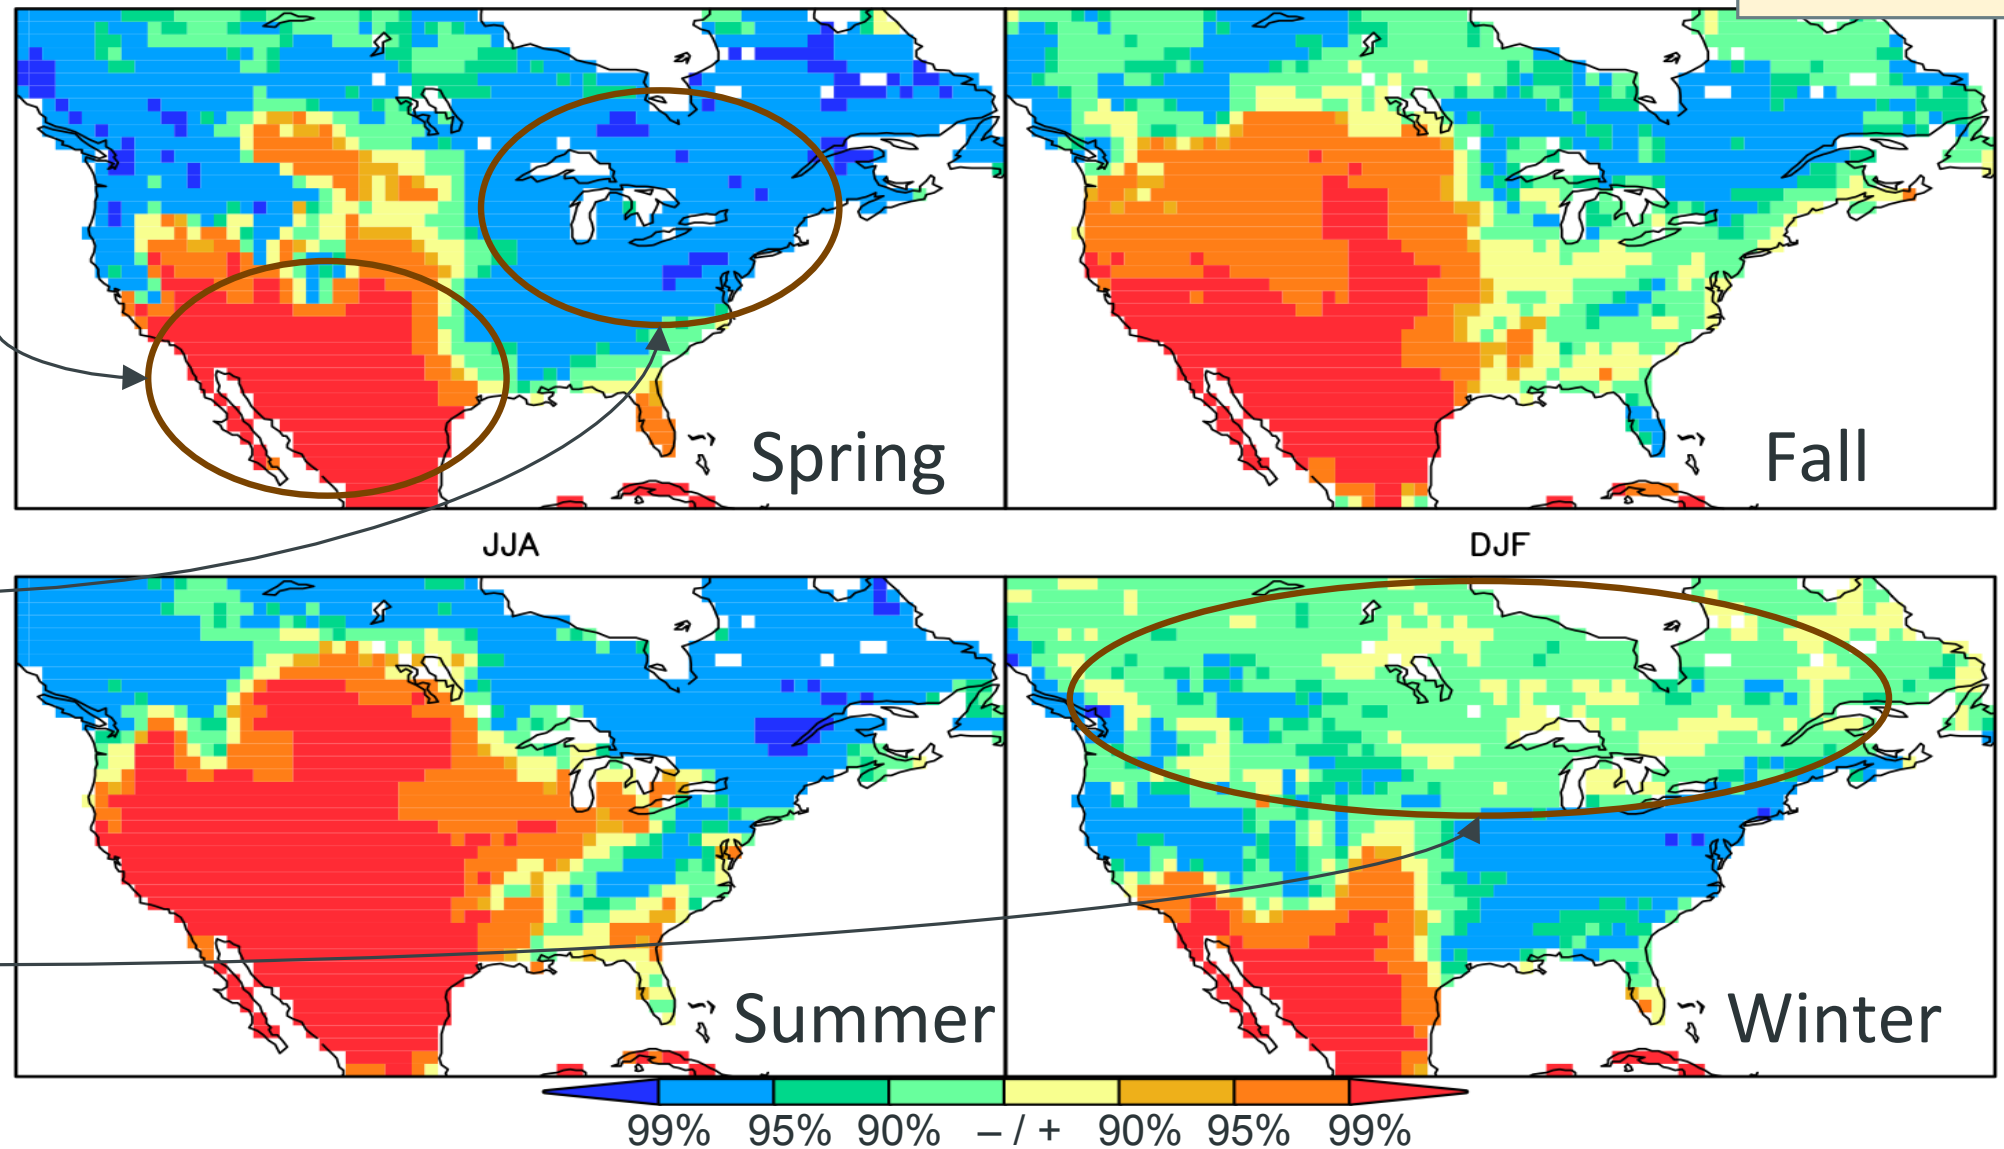 Spring
Fall
JJA
DJF
Summer
Winter
99% 95% 90% – / + 90% 95% 99%